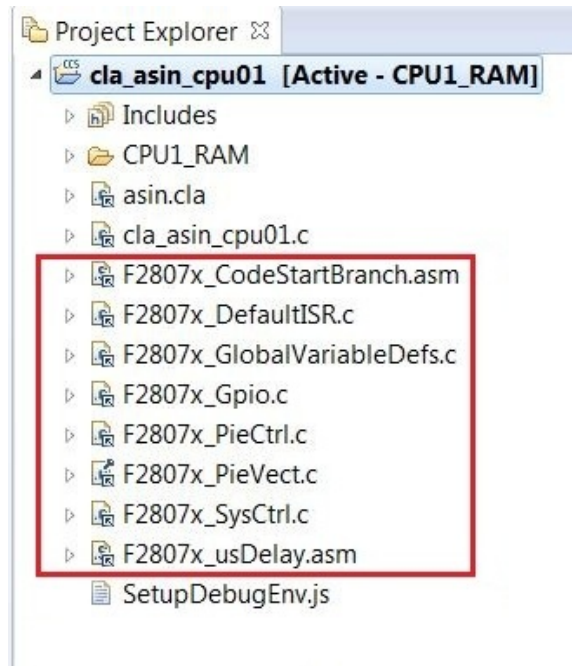 Project Explorer
cla_asin_cpu01 [Active - CPU1_RAM]
Includes
CPU1_RAM
asin.cla
cla_asin_cpu01.c
F2807x_CodeStartBranch.asm
F2807x_DefaultISR.c
F2807x_GlobalVariableDefs.c
F2807x_Gpio.c
F2807x_PieCtrl.c
F2807x_PieVect.c
F2807x_SysCtrl.c
F2807x_usDelay.asm
SetupDebugEnv.js